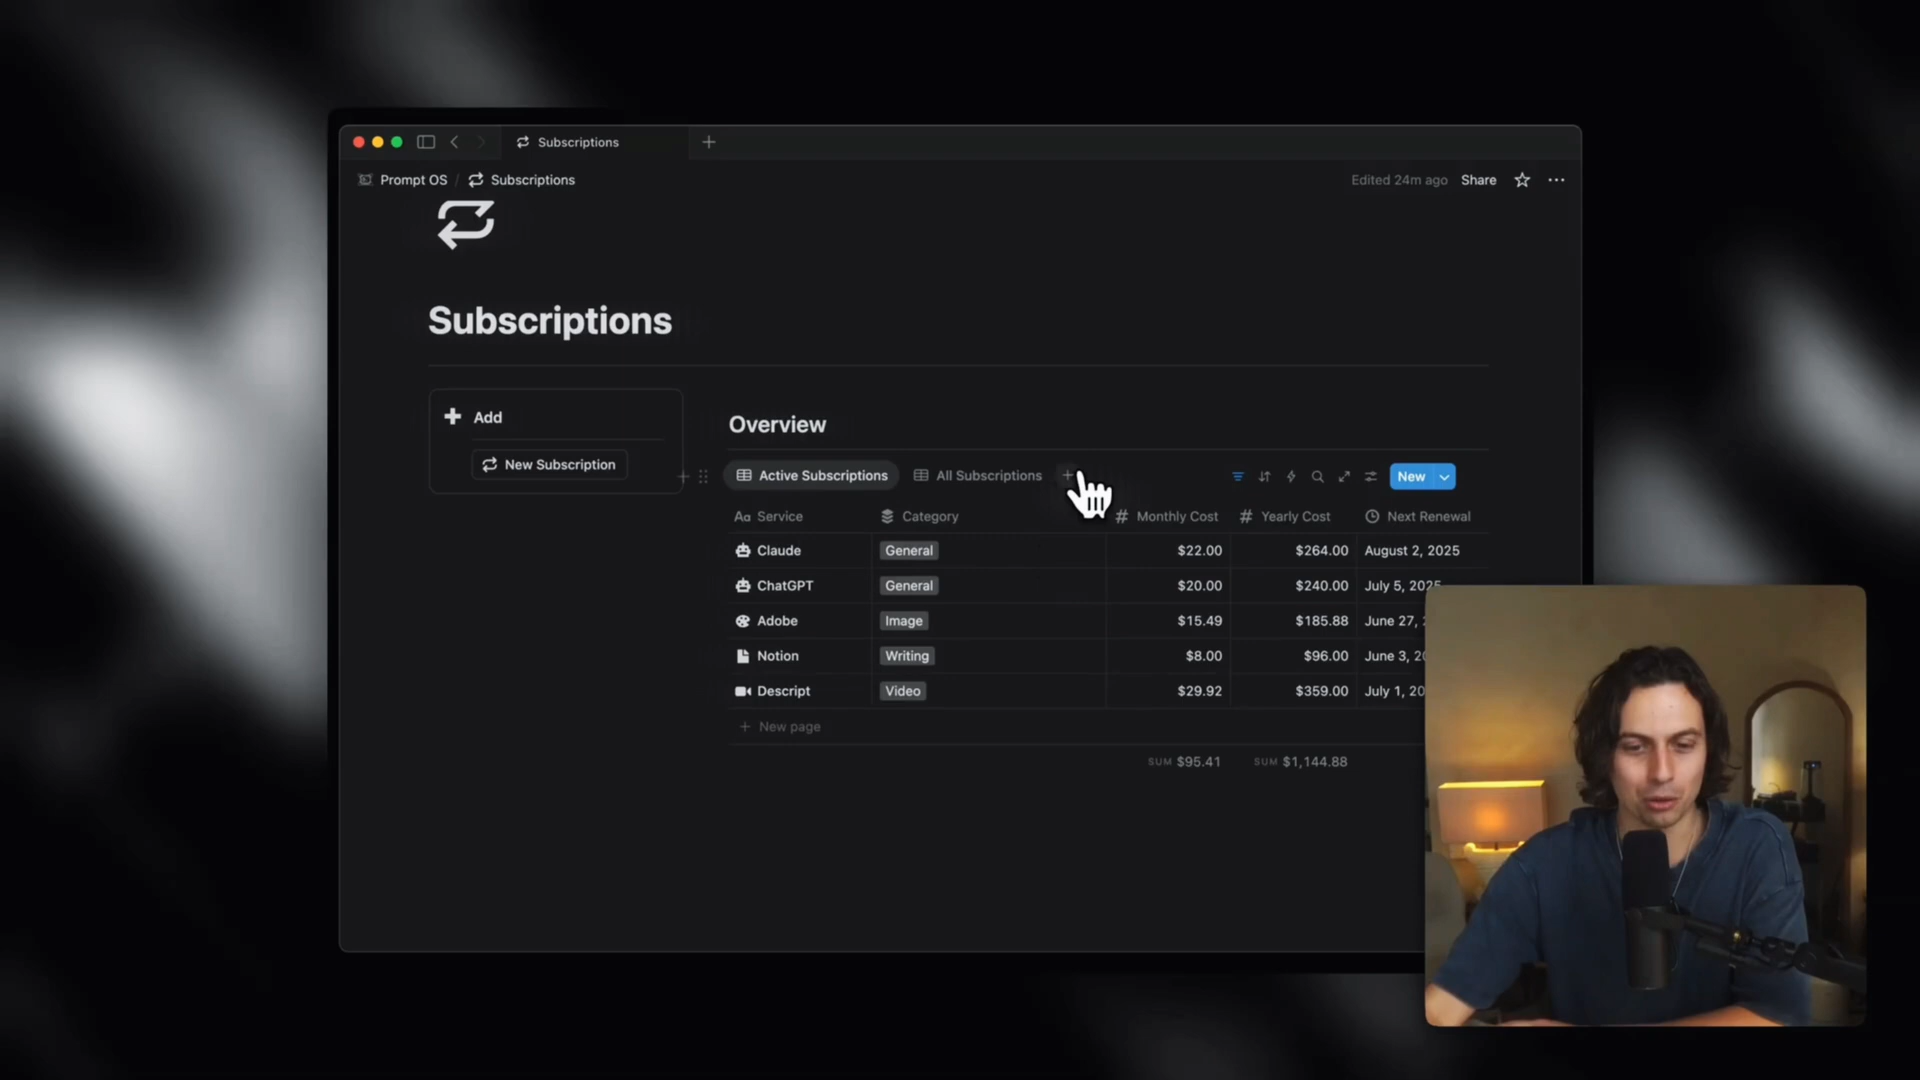 Subscriptions
Prompt OS / Subscriptions
Edited 24m ago Share
Subscriptions
Add
New Subscription
Overview
Active Subscriptions All Subscriptions New
Aa Service Category # Monthly Cost # Yearly Cost Next Renewal
Claude General $22.00 $264.00 August 2, 2025
ChatGPT General $20.00 $240.00 July 5, 2025
Adobe Image $15.49 $185.88 June 27,
Notion Writing $8.00 $96.00 June 3, 20
Descript Video $29.92 $359.00 July 1, 20
+ New page
SUM $95.41 SUM $1,144.88